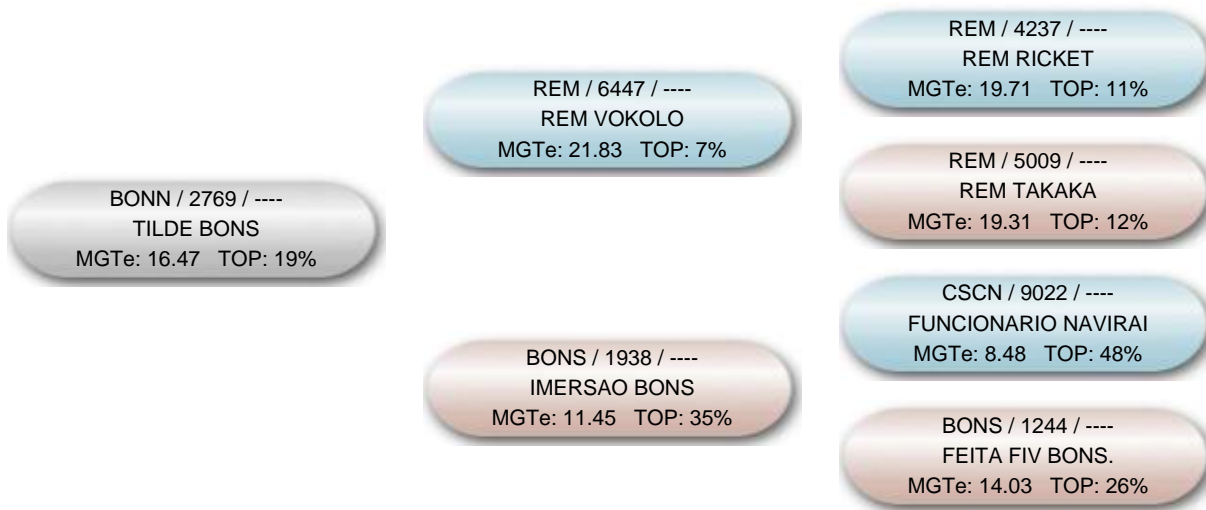 BONN / 2769 / ----
TILDE BONS
MGTe: 16.47 TOP: 19%
REM / 6447 / ----
REM VOKOLO
MGTe: 21.83 TOP: 7%
BONS / 1938 / ----
IMERSAO BONS
MGTe: 11.45 TOP: 35%
REM / 4237 / ----
REM RICKET
MGTe: 19.71 TOP: 11%
REM / 5009 / ----
REM TAKAKA
MGTe: 19.31 TOP: 12%
CSCN / 9022 / ----
FUNCIONARIO NAVIRAI
MGTe: 8.48 TOP: 48%
BONS / 1244 / ----
FEITA FIV BONS.
MGTe: 14.03 TOP: 26%